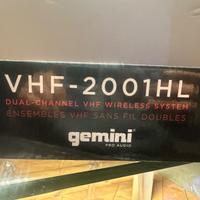 VHF-2001HL
DUAL-CHANNEL VHF WIRELESS SYSTEM
ENSEMBLES VHF SANS FIL DOUBLES
gemini
PRO AUDIO